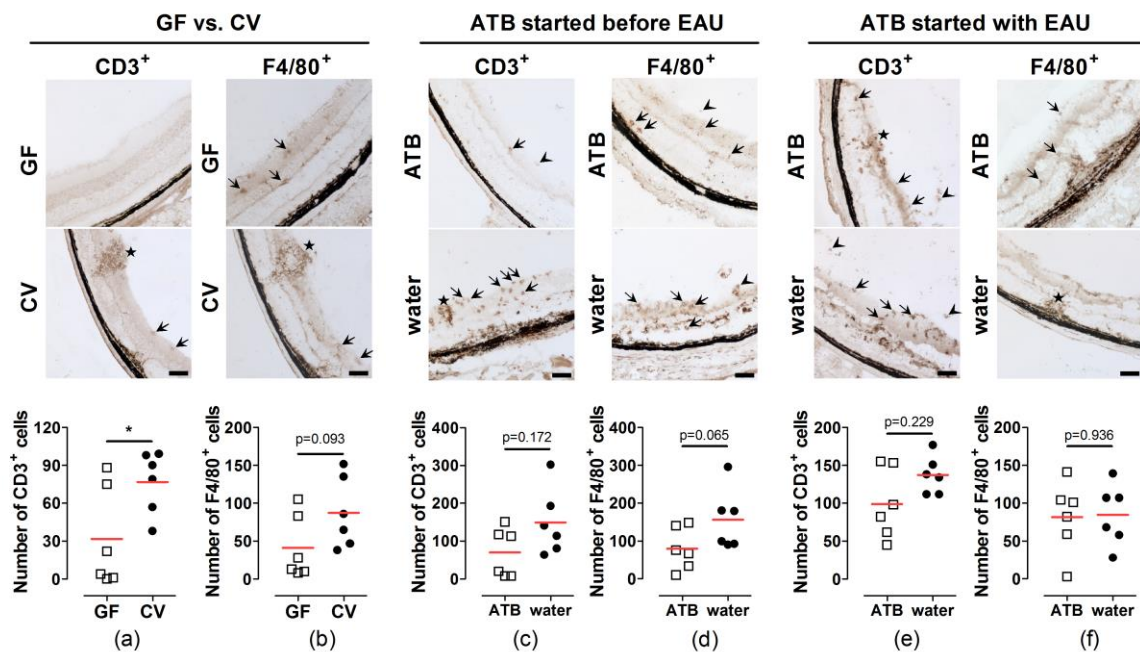 GF vs. CV
ATB started before EAU
ATB started with EAU
CD3⁺
F4/80⁺
CD3⁺
F4/80⁺
CD3⁺
F4/80⁺
GF
GF
ATB
ATB
ATB
ATB
CV
CV
water
water
water
water
Number of CD3⁺ cells
120
90
60
30
0
*
GF
CV
(a)
Number of F4/80⁺ cells
200
150
100
50
0
p=0.093
GF
CV
(b)
Number of CD3⁺ cells
400
300
200
100
0
p=0.172
ATB
water
(c)
Number of F4/80⁺ cells
400
300
200
100
0
p=0.065
ATB
water
(d)
Number of CD3⁺ cells
200
150
100
50
0
p=0.229
ATB
water
(e)
Number of F4/80⁺ cells
200
150
100
50
0
p=0.936
ATB
water
(f)